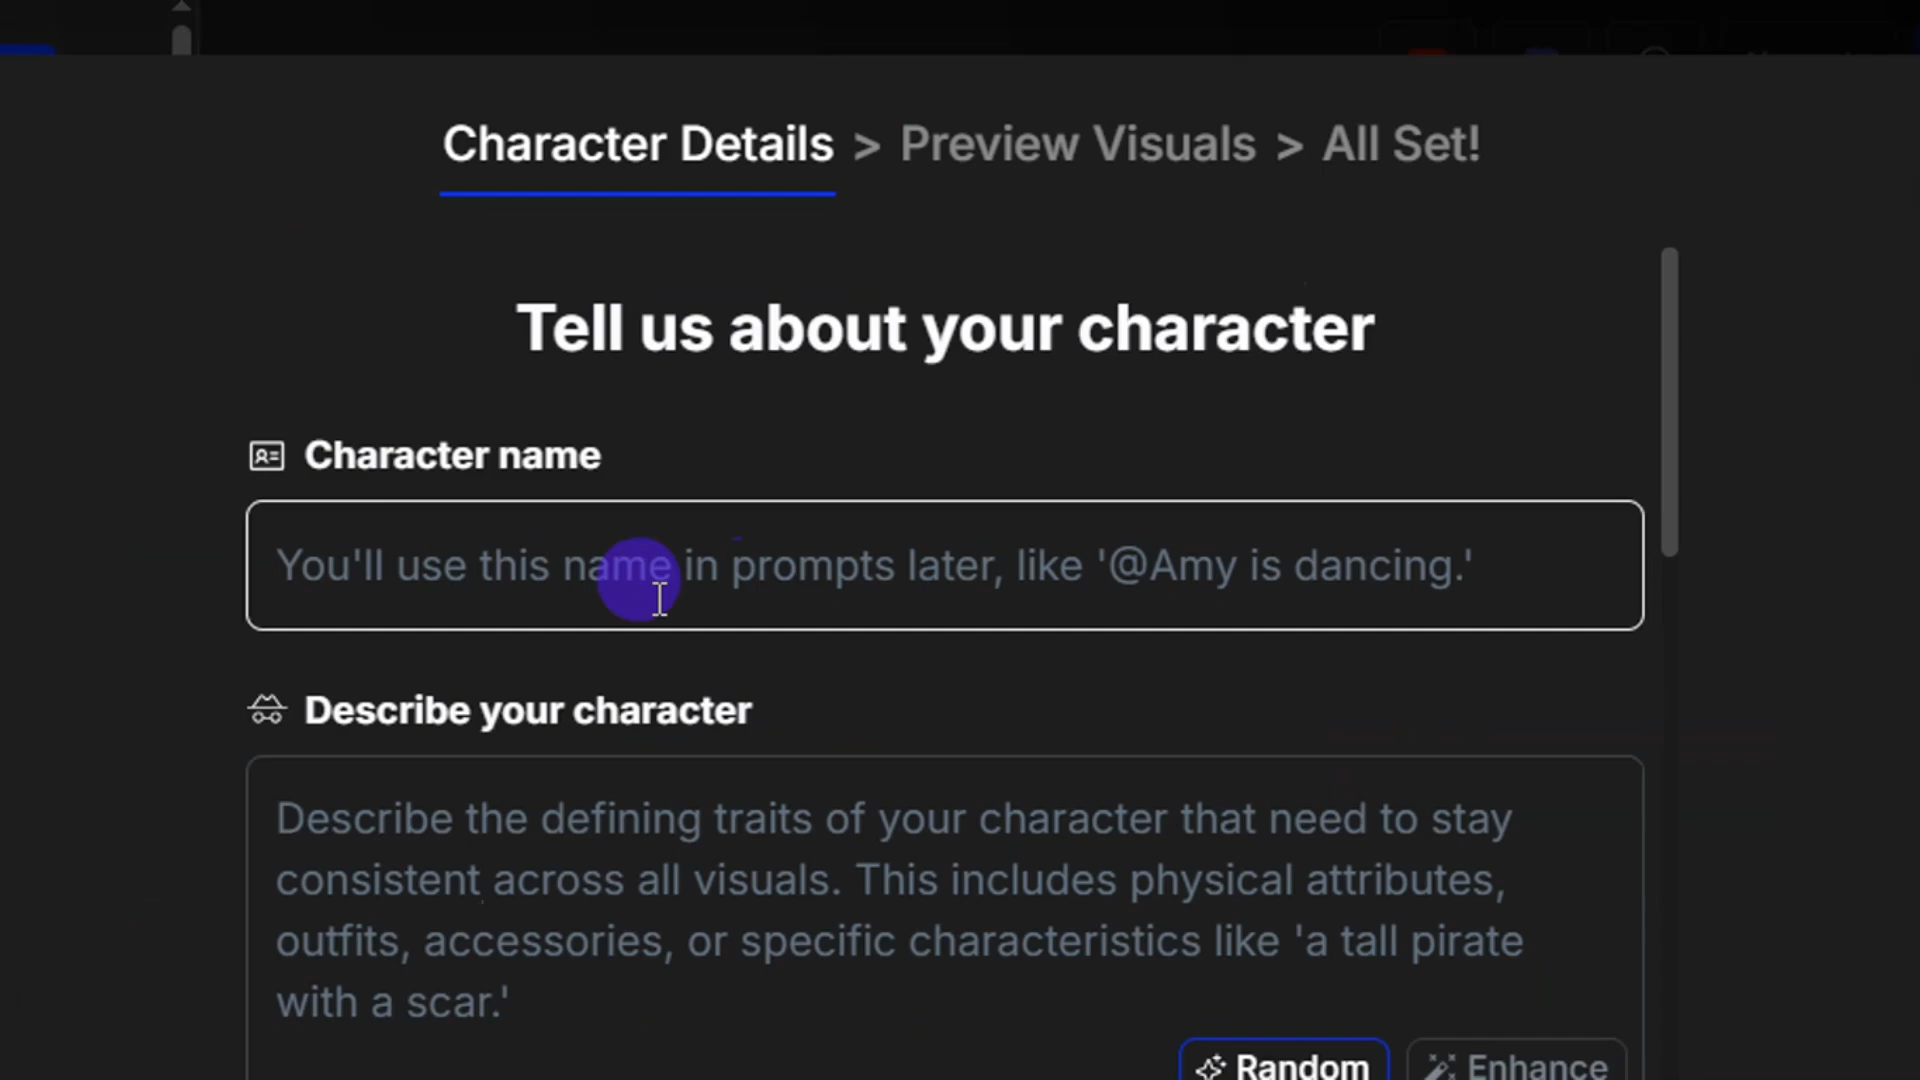 Character Details > Preview Visuals > All Set!
Tell us about your character
Character name
You'll use this name in prompts later, like '@Amy is dancing.'
Describe your character
Describe the defining traits of your character that need to stay
consistent across all visuals. This includes physical attributes,
outfits, accessories, or specific characteristics like 'a tall pirate
with a scar.'
Random Enhance